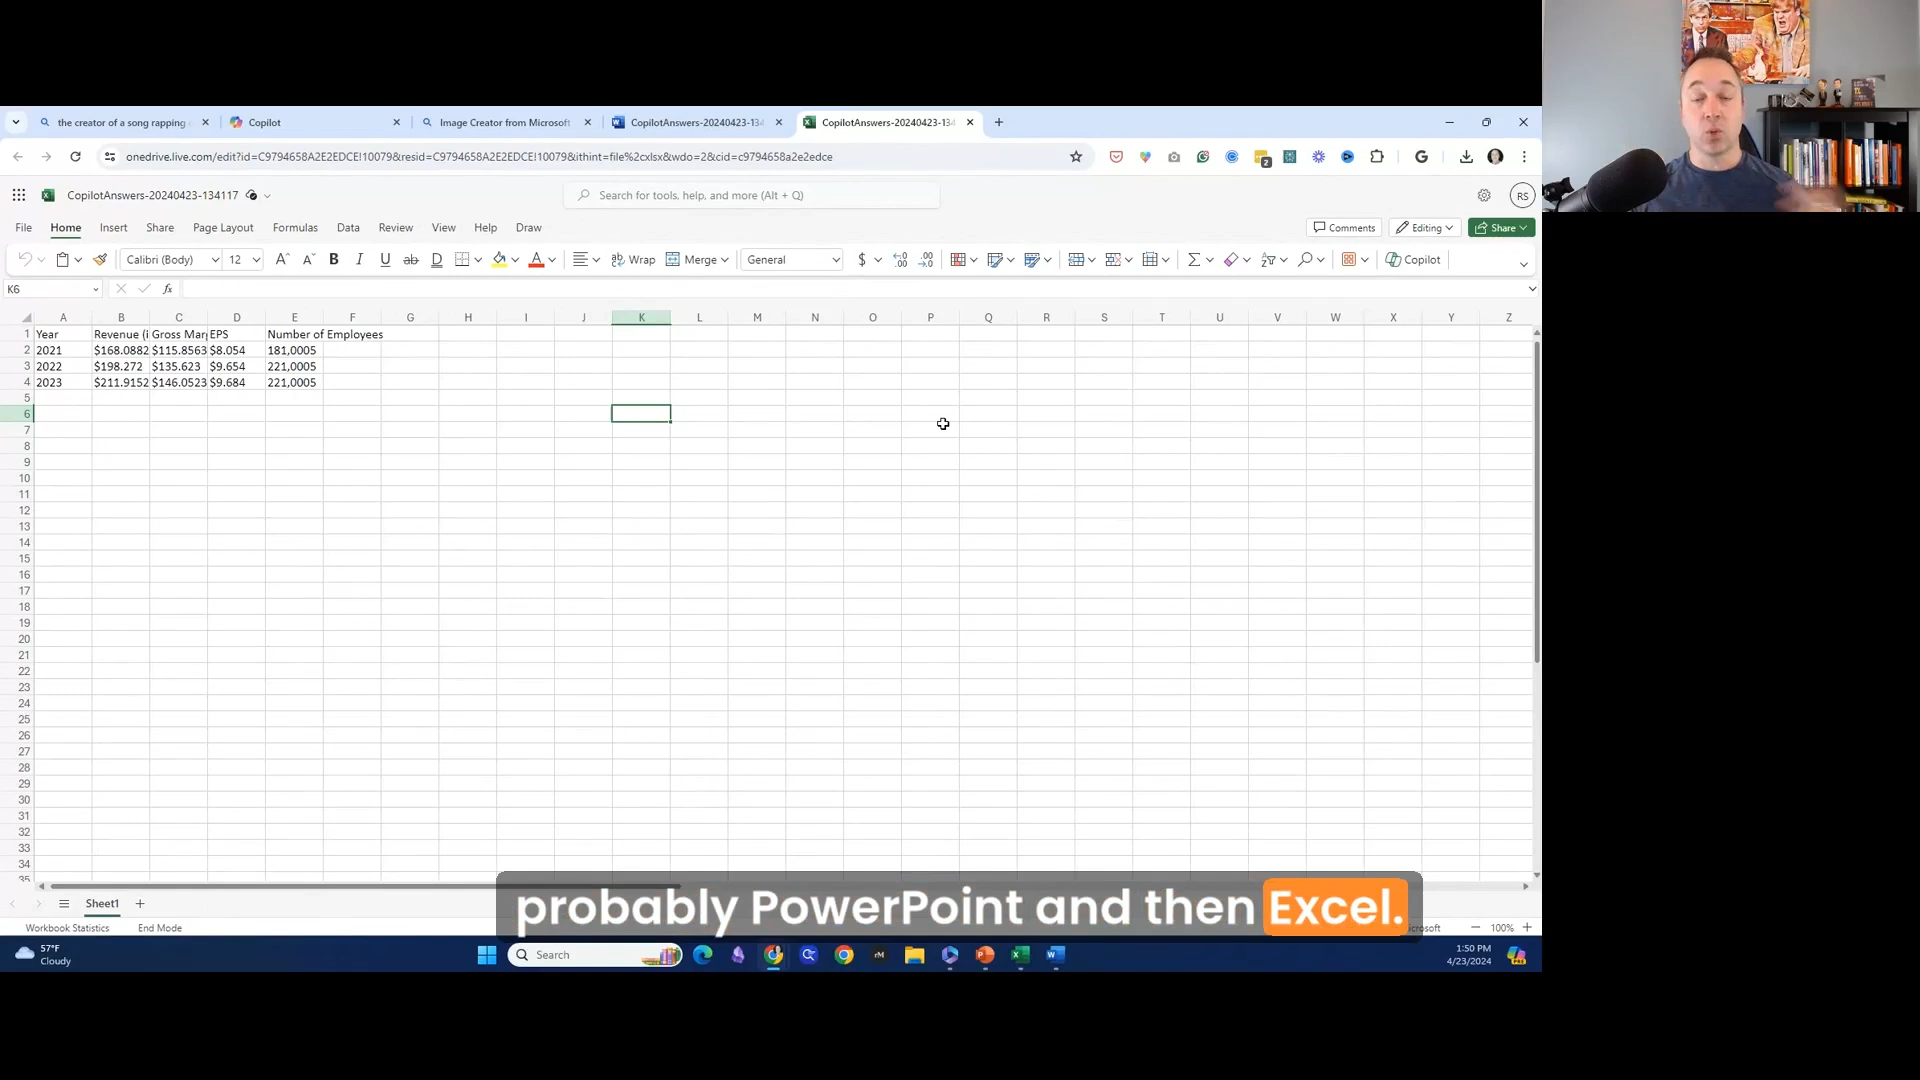 the creator of a song rapping
Copilot
Image Creator from Microsoft
CopilotAnswers-20240423-134
CopilotAnswers-20240423-134
onedrive.live.com/edit?id=C9794658A2E2EDCE!10079&resid=C9794658A2E2EDCE!10079&ithint=file%2cxlsx&wdo=2&cid=c9794658a2e2edce
CopilotAnswers-20240423-134117
Search for tools, help, and more (Alt + Q)
RS
File Home Insert Share Page Layout Formulas Data Review View Help Draw
Comments Editing Share
Calibri (Body) 12 Wrap Merge General Copilot
K6
A B C D E F G H I J K L M N O P Q R S T U V W X Y Z
1 Year Revenue (i Gross Mar EPS Number of Employees
2 2021 $168.0882 $115.8563 $8.054 181,0005
3 2022 $198.272 $135.623 $9.654 221,0005
4 2023 $211.9152 $146.0523 $9.684 221,0005
5
6
7
8
9
10
11
12
13
14
15
16
17
18
19
20
21
22
23
24
25
26
27
28
29
30
31
32
33
34
35
probably PowerPoint and then Excel.
Sheet1
Workbook Statistics End Mode
100%
57°F
Cloudy
Search
1:50 PM
4/23/2024